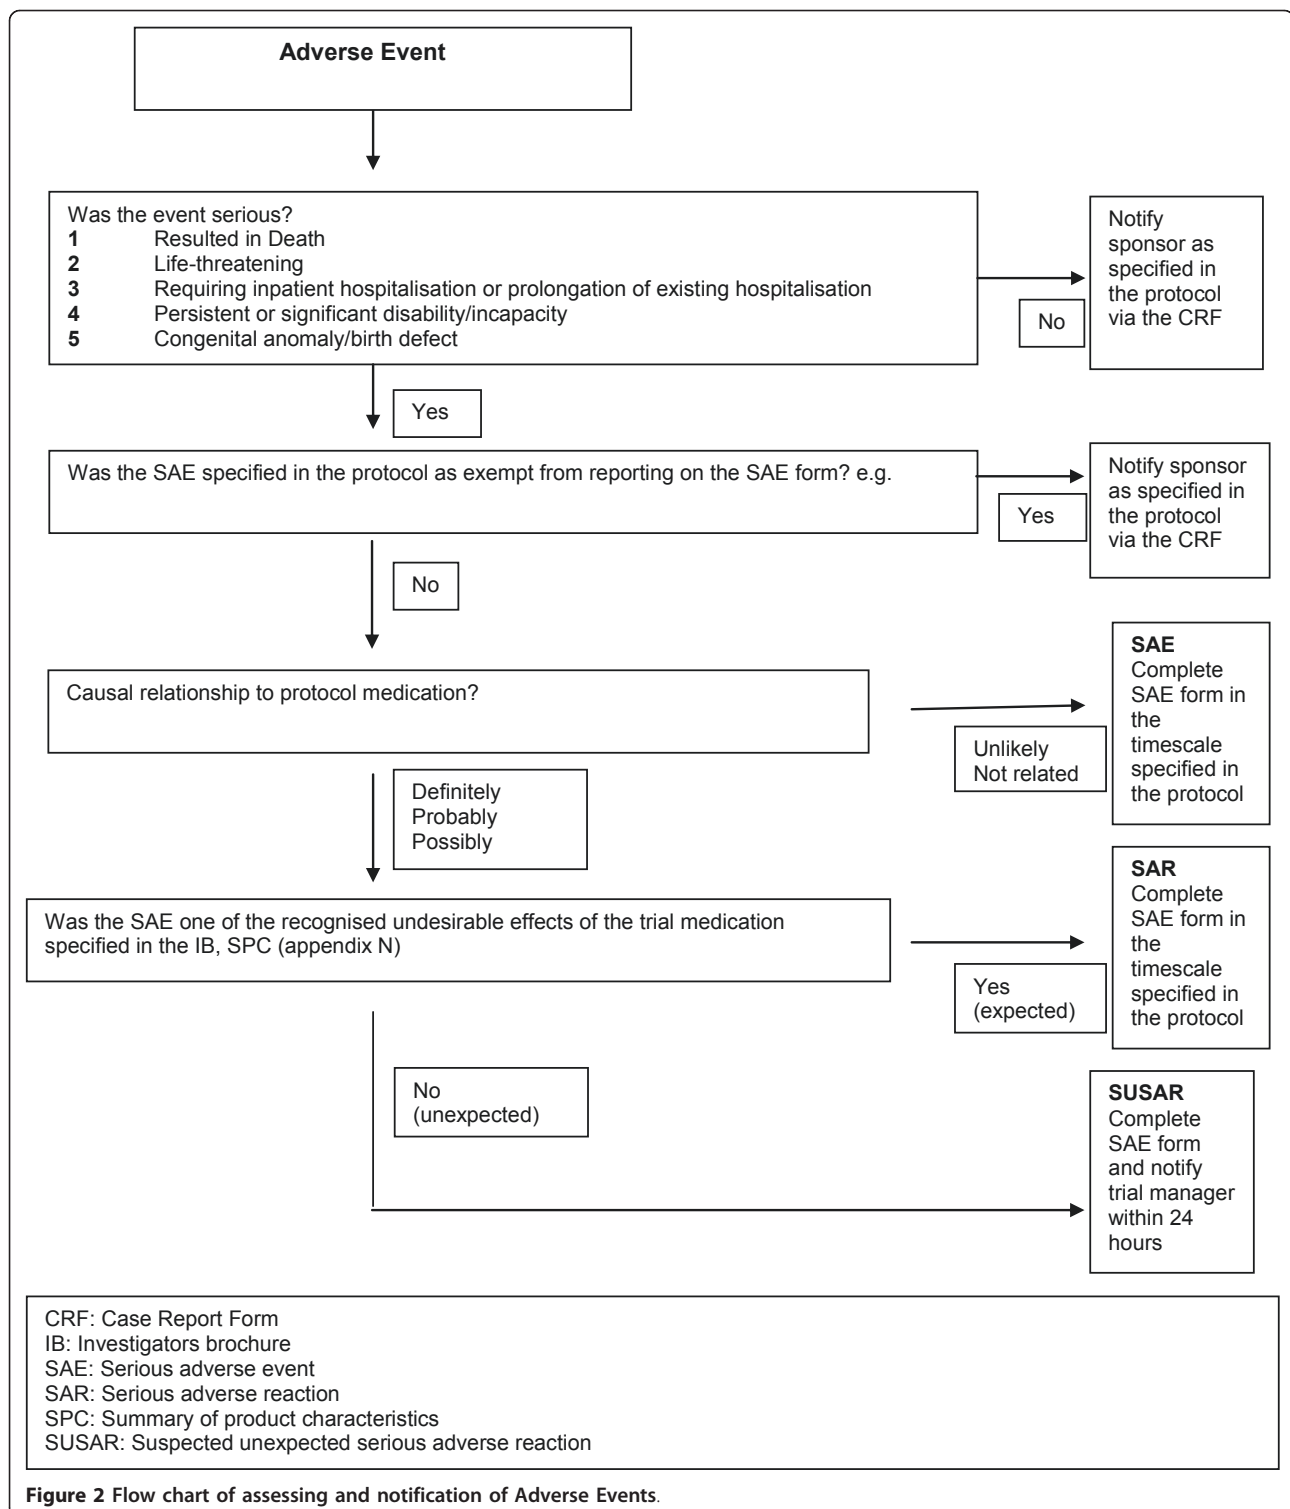 Adverse Event
Was the event serious?
1 Resulted in Death
2 Life-threatening
3 Requiring inpatient hospitalisation or prolongation of existing hospitalisation
4 Persistent or significant disability/incapacity
5 Congenital anomaly/birth defect
No
Notify
sponsor as
specified in
the protocol
via the CRF
Yes
Was the SAE specified in the protocol as exempt from reporting on the SAE form? e.g.
Yes
Notify sponsor
as specified in
the protocol
via the CRF
No
Causal relationship to protocol medication?
Unlikely
Not related
SAE
Complete
SAE form in
the
timescale
specified in
the protocol
Definitely
Probably
Possibly
Was the SAE one of the recognised undesirable effects of the trial medication
specified in the IB, SPC (appendix N)
Yes
(expected)
SAR
Complete
SAE form in
the
timescale
specified in
the protocol
No
(unexpected)
SUSAR
Complete
SAE form
and notify
trial manager
within 24
hours
CRF: Case Report Form
IB: Investigators brochure
SAE: Serious adverse event
SAR: Serious adverse reaction
SPC: Summary of product characteristics
SUSAR: Suspected unexpected serious adverse reaction
Figure 2 Flow chart of assessing and notification of Adverse Events.